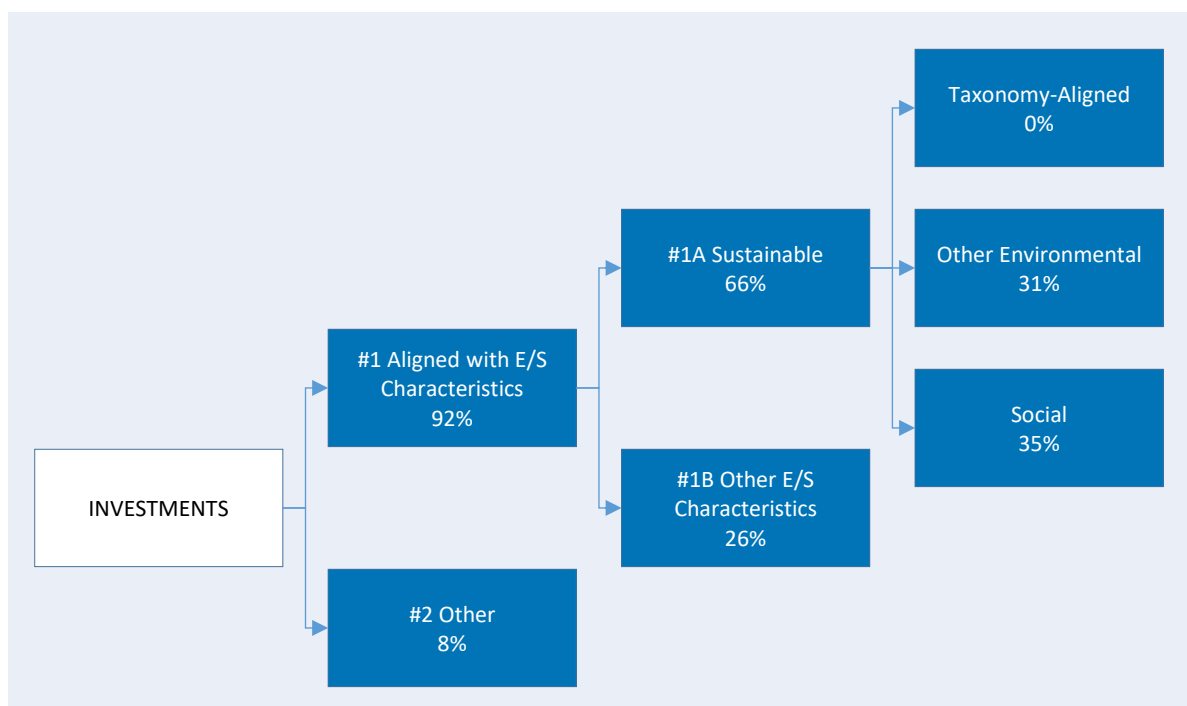 INVESTMENTS
#1 Aligned with E/S
Characteristics
92%
#2 Other
8%
#1A Sustainable
66%
#1B Other E/S
Characteristics
26%
Taxonomy-Aligned
0%
Other Environmental
31%
Social
35%